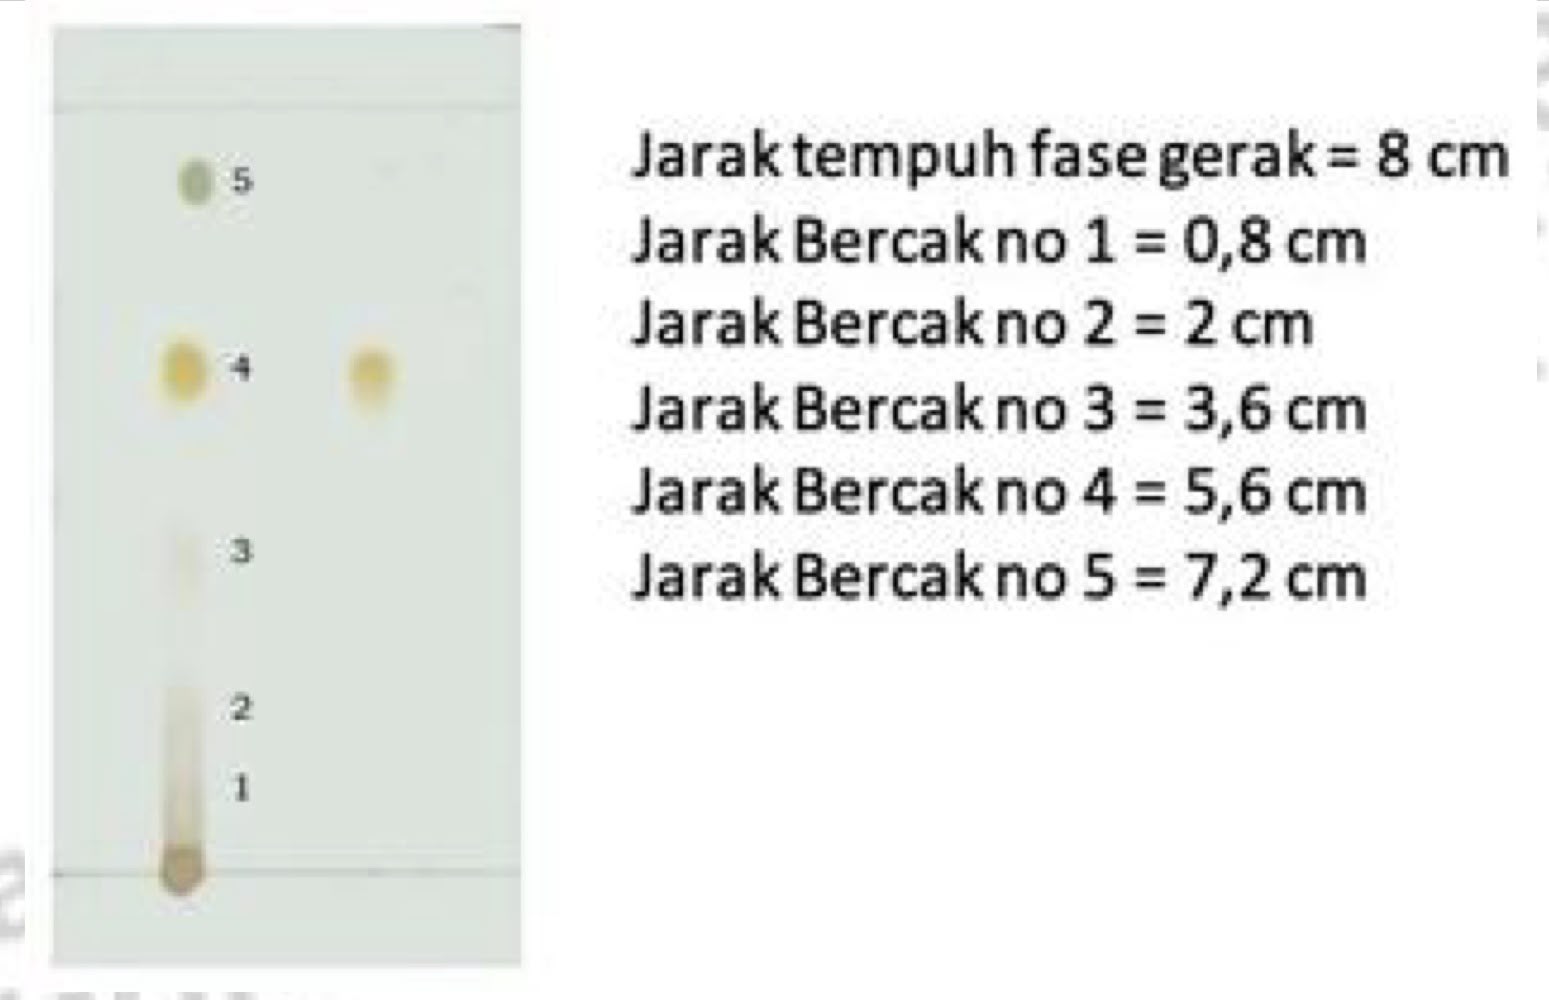 5
4
3
2
1
Jarak tempuh fase gerak = 8 cm
Jarak Bercak no 1 = 0,8 cm
Jarak Bercak no 2 = 2 cm
Jarak Bercak no 3 = 3,6 cm
Jarak Bercak no 4 = 5,6 cm
Jarak Bercak no 5 = 7,2 cm